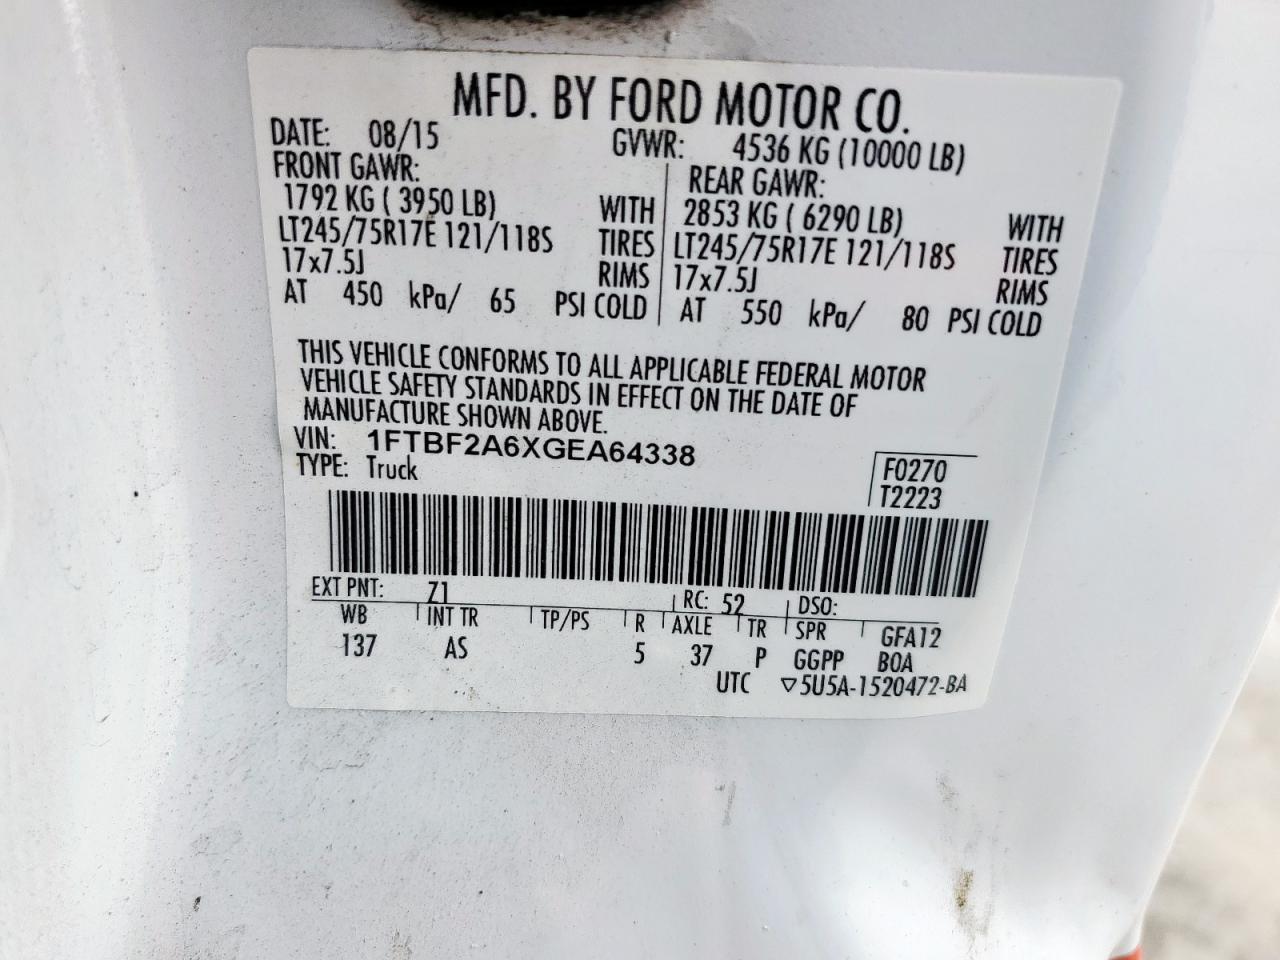 MFD. BY FORD MOTOR CO.
DATE: 08/15 GVWR: 4536 KG (10000 LB)
FRONT GAWR: REAR GAWR:
1792 KG ( 3950 LB) WITH 2853 KG ( 6290 LB) WITH
LT245/75R17E 121/118S TIRES LT245/75R17E 121/118S TIRES
17x7.5J RIMS 17x7.5J RIMS
AT 450 kPa/ 65 PSI COLD AT 550 kPa/ 80 PSI COLD
THIS VEHICLE CONFORMS TO ALL APPLICABLE FEDERAL MOTOR
VEHICLE SAFETY STANDARDS IN EFFECT ON THE DATE OF
MANUFACTURE SHOWN ABOVE.
VIN: 1FTBF2A6XGEA64338
TYPE: Truck
F0270
T2223
EXT PNT: Z1 RC: 52 DSO:
WB INT TR TP/PS R AXLE TR SPR GFA12
137 AS 5 37 P GGPP BOA
UTC ▽5U5A-1520472-BA